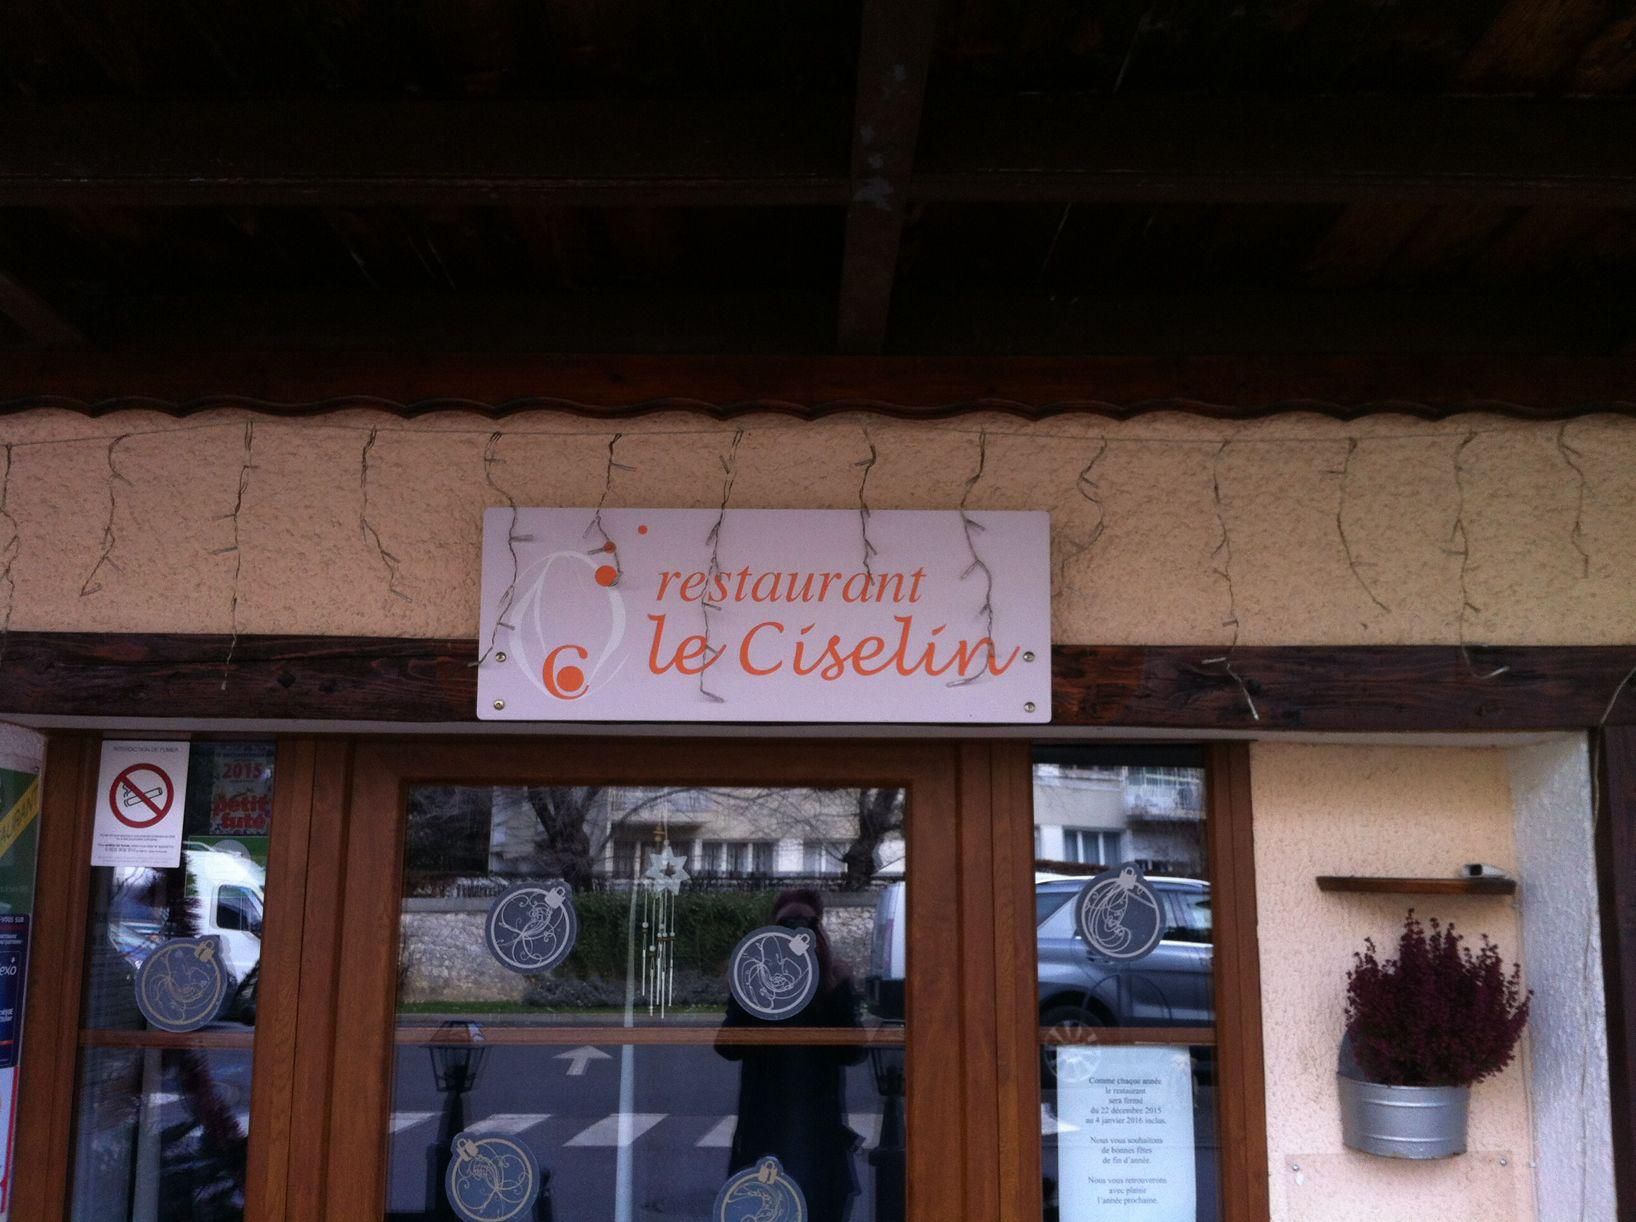 restaurant
le Ciselin
C
INTERDICTION DE FUMER
2015
petit
futé
Comme chaque année
le restaurant
sera fermé
du 22 décembre 2015
au 4 janvier 2016 inclus.
Nous vous souhaitons
de bonnes fêtes
de fin d'année.
Nous vous retrouverons
avec plaisir
l'année prochaine.